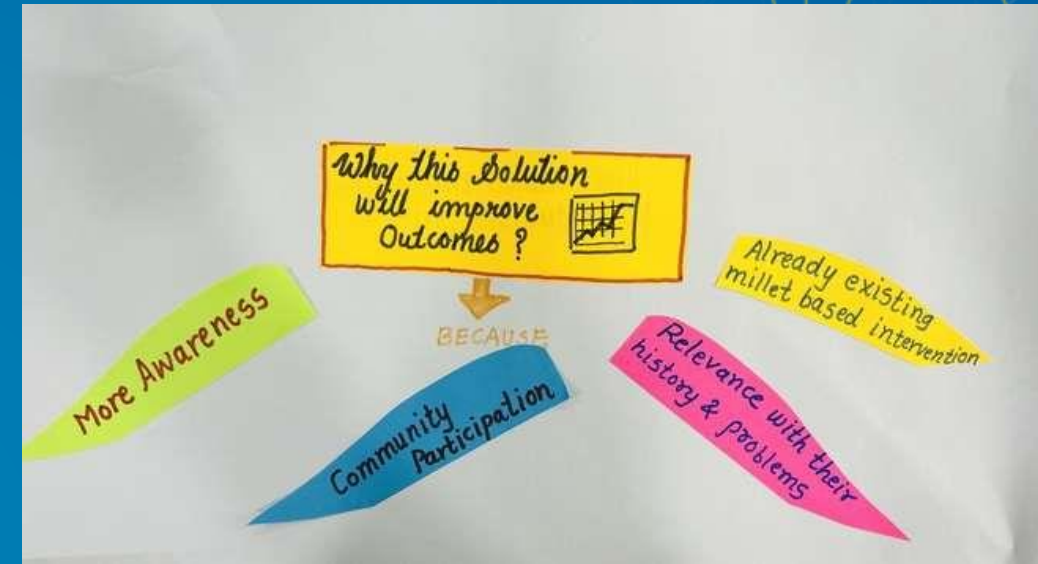 Why this Solution
will improve
Outcomes ?
BECAUSE
More Awareness
Community
Participation
Relevance with their
history & problems
Already existing
millet based intervention